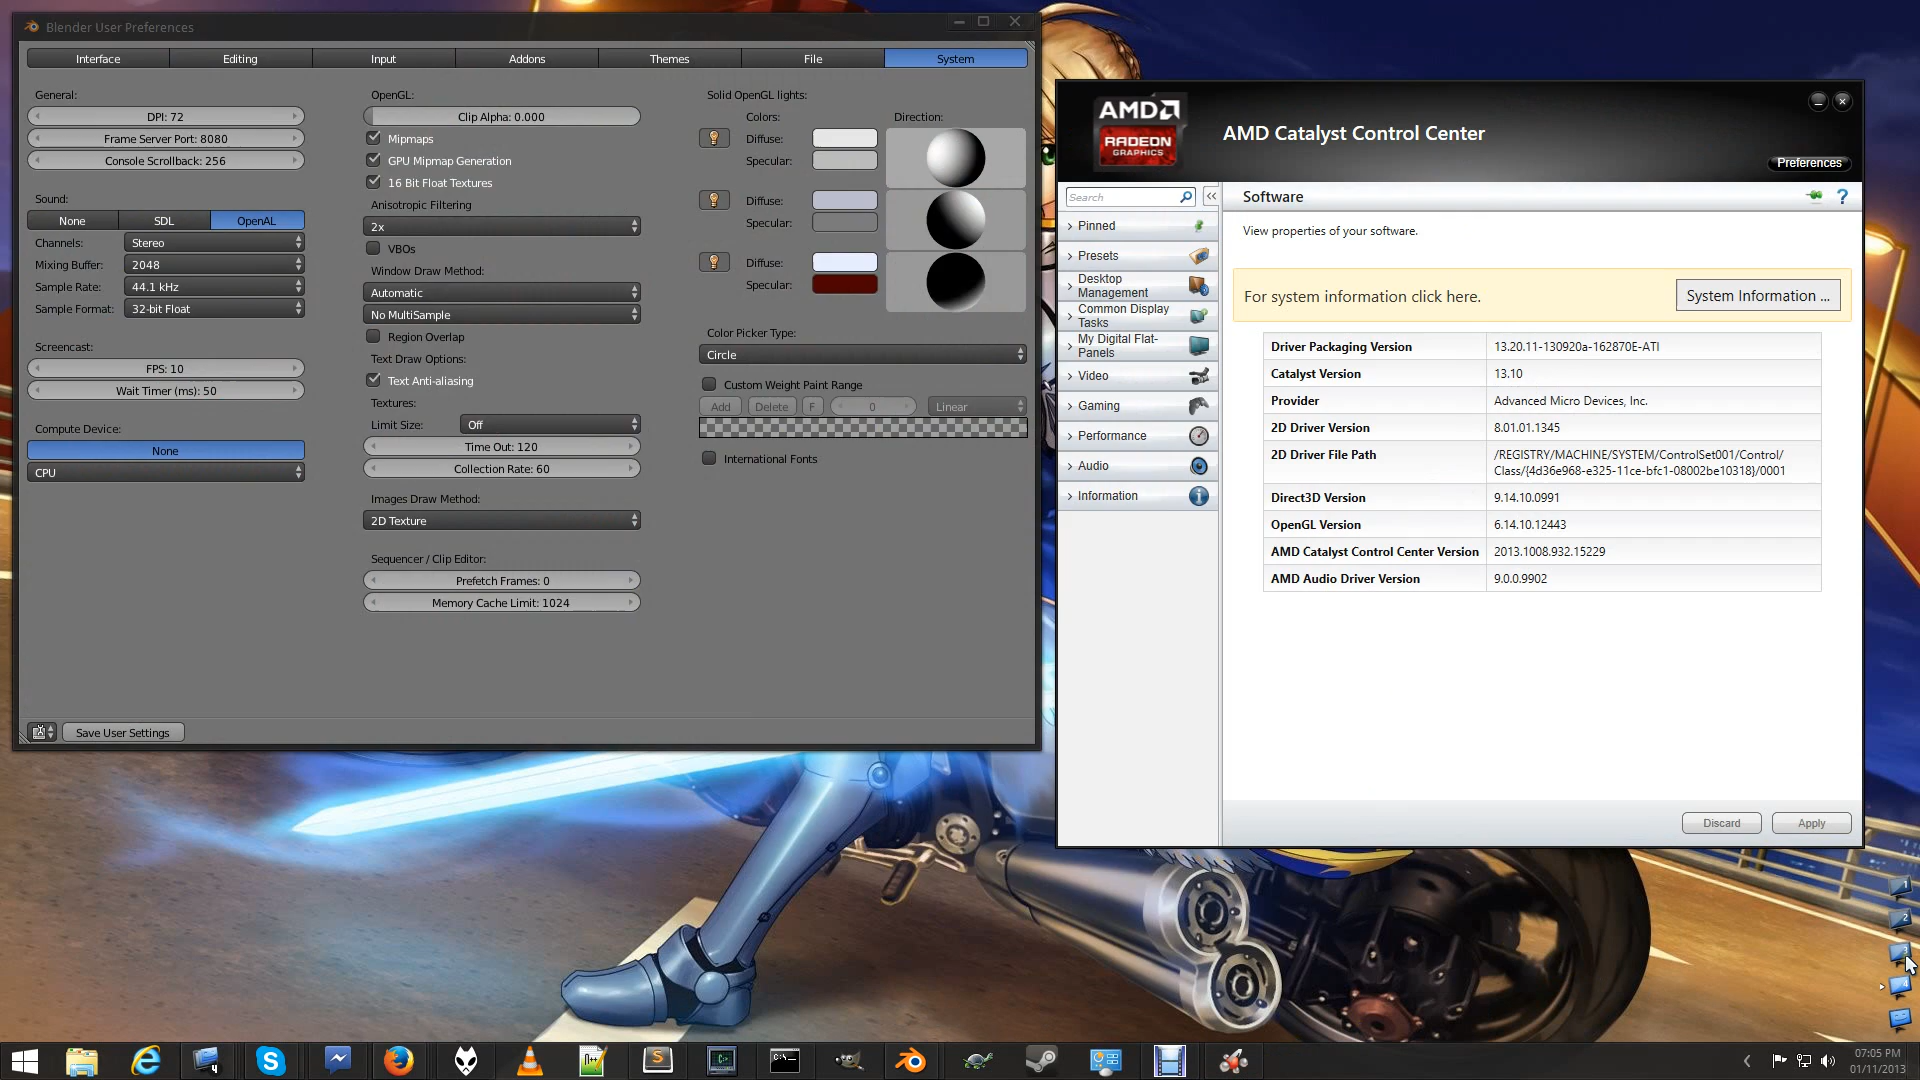 Blender User Preferences
Interface
Editing
Input
Addons
Themes
File
System
General:
DPI: 72
Frame Server Port: 8080
Console Scrollback: 256
Sound:
None
SDL
OpenAL
Channels:
Stereo
Mixing Buffer:
2048
Sample Rate:
44.1 kHz
Sample Format:
32-bit Float
Screencast:
FPS: 10
Wait Timer (ms): 50
Compute Device:
None
CPU
OpenGL:
Clip Alpha: 0.000
Mipmaps
GPU Mipmap Generation
16 Bit Float Textures
Anisotropic Filtering
2x
VBOs
Window Draw Method:
Automatic
No MultiSample
Region Overlap
Text Draw Options:
Text Anti-aliasing
Textures:
Limit Size:
Off
Time Out: 120
Collection Rate: 60
Images Draw Method:
2D Texture
Sequencer / Clip Editor:
Prefetch Frames: 0
Memory Cache Limit: 1024
Solid OpenGL lights:
Colors:
Direction:
Diffuse:
Specular:
Diffuse:
Specular:
Diffuse:
Specular:
Color Picker Type:
Circle
Custom Weight Paint Range
Add
Delete
F
0
Linear
International Fonts
Save User Settings
AMD
RADEON
GRAPHICS
AMD Catalyst Control Center
Preferences
Search
Software
?
Pinned
Presets
Desktop
Management
Common Display
Tasks
My Digital Flat-
Panels
Video
Gaming
Performance
Audio
Information
View properties of your software.
For system information click here.
System Information ...
Driver Packaging Version
13.20.11-130920a-162870E-ATI
Catalyst Version
13.10
Provider
Advanced Micro Devices, Inc.
2D Driver Version
8.01.01.1345
2D Driver File Path
/REGISTRY/MACHINE/SYSTEM/ControlSet001/Control/
Class/{4d36e968-e325-11ce-bfc1-08002be10318}/0001
Direct3D Version
9.14.10.0991
OpenGL Version
6.14.10.12443
AMD Catalyst Control Center Version
2013.1008.932.15229
AMD Audio Driver Version
9.0.0.9902
Discard
Apply
1
2
3
4
4
07:05 PM
01/11/2013